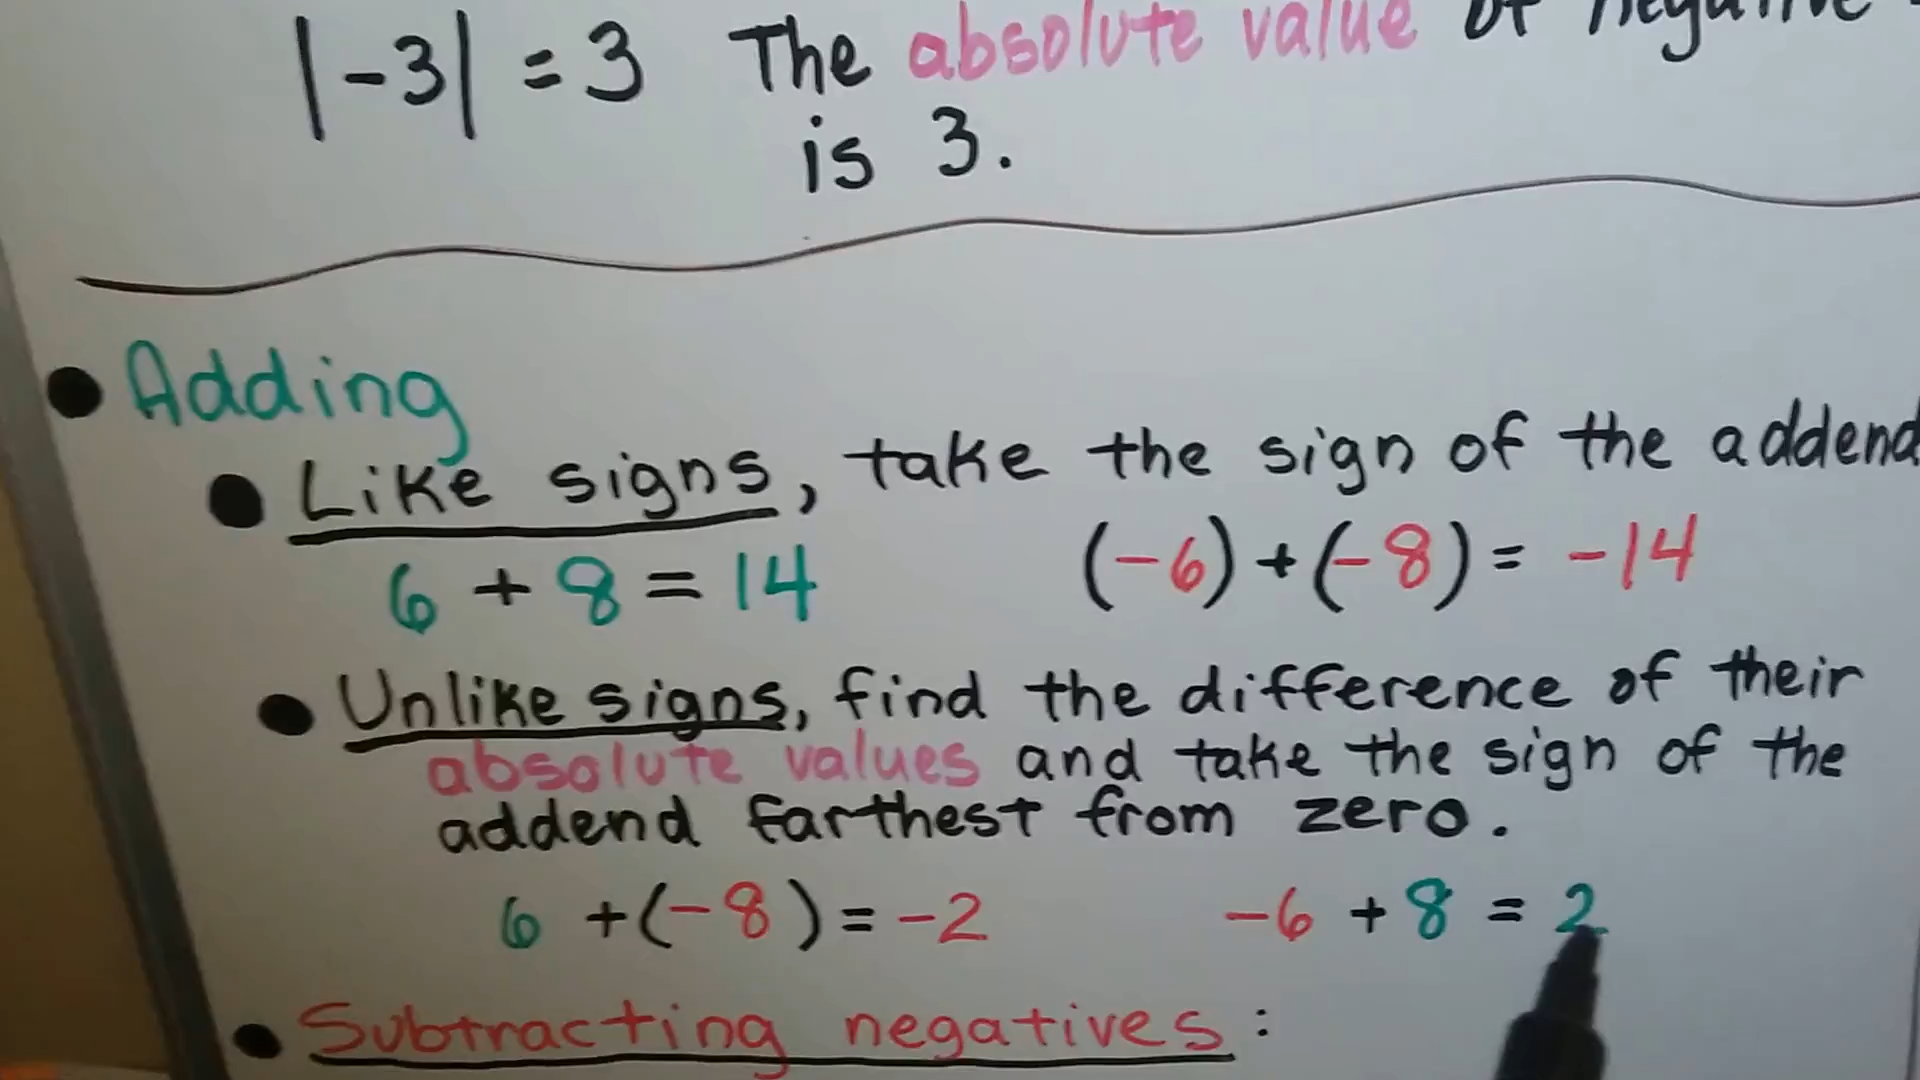 |-3| = 3 The absolute value of negative
is 3.
• Adding
• Like signs, take the sign of the addend
6 + 8 = 14 (-6) + (-8) = -14
• Unlike signs, find the difference of their
absolute values and take the sign of the
addend farthest from zero.
6 + (-8) = -2 -6 + 8 = 2
• Subtracting negatives: